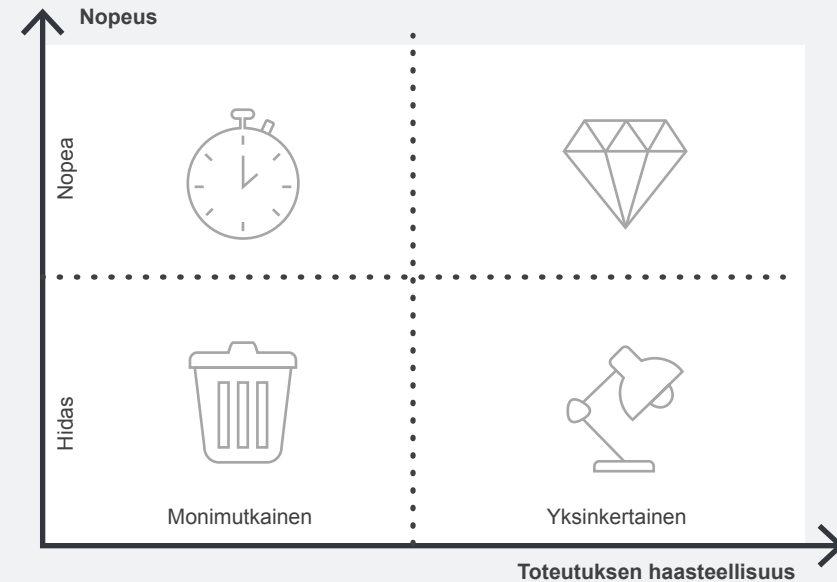 Nopeus
Nopea
Hidas
Monimutkainen
Yksinkertainen
Toteutuksen haasteellisuus